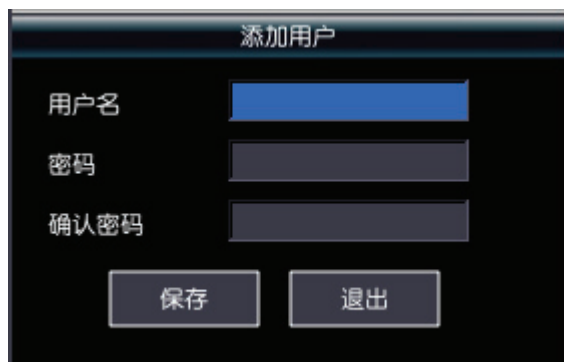 添加用户
用户名
密码
确认密码
保存 退出